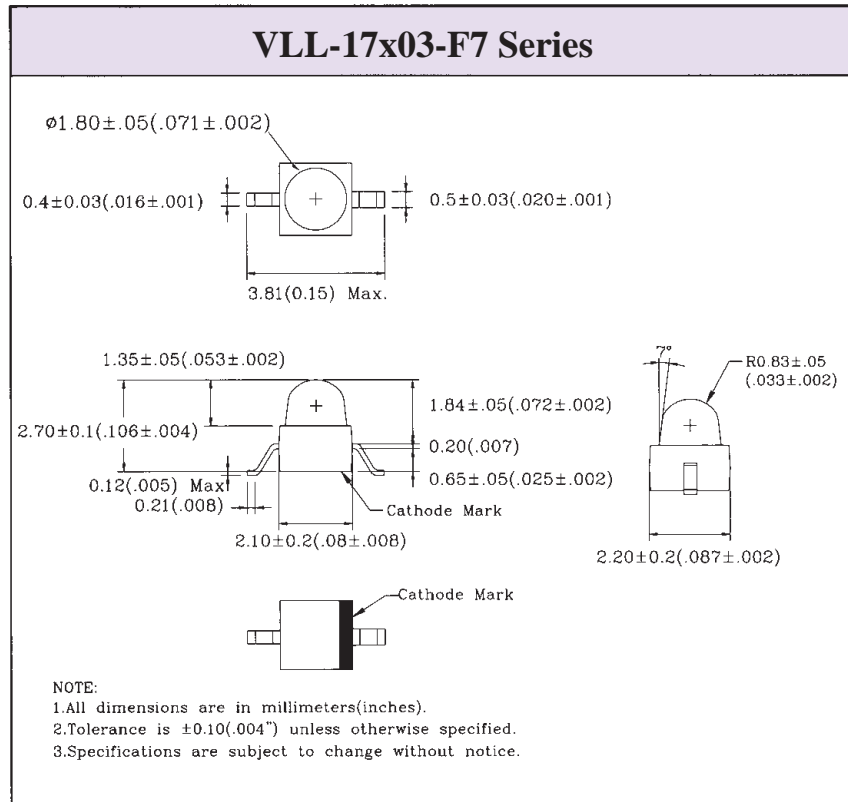 VLL-17x03-F7 Series
ø1.80±.05(.071±.002)
0.4±0.03(.016±.001)
0.5±0.03(.020±.001)
3.81(0.15) Max.
1.35±.05(.053±.002)
7°
R0.83±.05
(.033±.002)
1.84±.05(.072±.002)
2.70±0.1(.106±.004)
0.20(.007)
0.12(.005) Max
0.65±.05(.025±.002)
0.21(.008)
Cathode Mark
2.10±0.2(.08±.008)
2.20±0.2(.087±.002)
Cathode Mark
NOTE:
1.All dimensions are in millimeters(inches).
2.Tolerance is ±0.10(.004") unless otherwise specified.
3.Specifications are subject to change without notice.